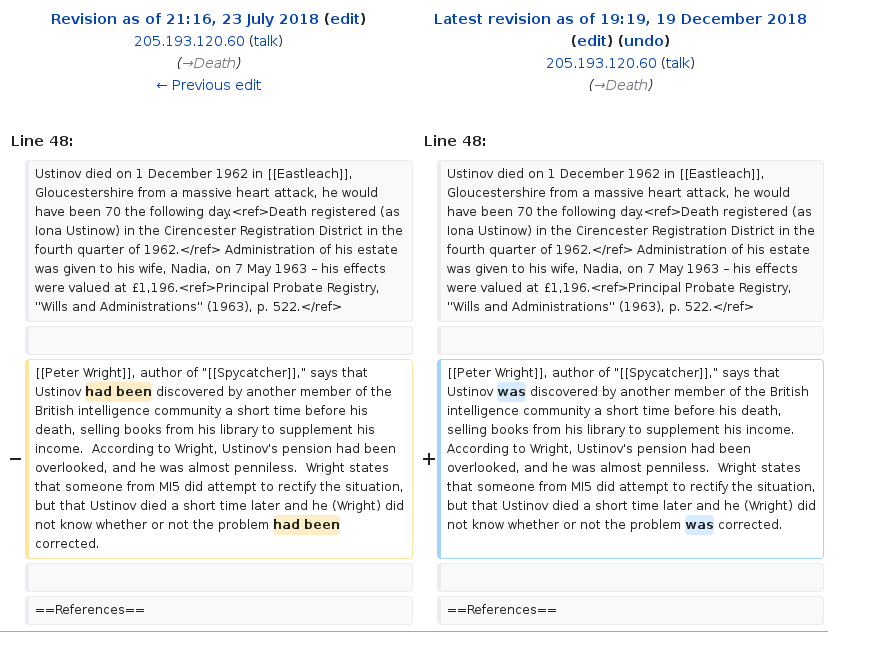 Revision as of 21:16, 23 July 2018 (edit)
205.193.120.60 (talk)
(→Death)
← Previous edit
Latest revision as of 19:19, 19 December 2018
(edit) (undo)
205.193.120.60 (talk)
(→Death)
Line 48:
Line 48:
Ustinov died on 1 December 1962 in [[Eastleach]],
Gloucestershire from a massive heart attack, he would
have been 70 the following day.<ref>Death registered (as
Iona Ustinow) in the Cirencester Registration District in the
fourth quarter of 1962.</ref> Administration of his estate
was given to his wife, Nadia, on 7 May 1963 – his effects
were valued at £1,196.<ref>Principal Probate Registry,
"Wills and Administrations" (1963), p. 522.</ref>
Ustinov died on 1 December 1962 in [[Eastleach]],
Gloucestershire from a massive heart attack, he would
have been 70 the following day.<ref>Death registered (as
Iona Ustinow) in the Cirencester Registration District in the
fourth quarter of 1962.</ref> Administration of his estate
was given to his wife, Nadia, on 7 May 1963 – his effects
were valued at £1,196.<ref>Principal Probate Registry,
"Wills and Administrations" (1963), p. 522.</ref>
−
[[Peter Wright]], author of "[[Spycatcher]]," says that
Ustinov had been discovered by another member of the
British intelligence community a short time before his
death, selling books from his library to supplement his
income.  According to Wright, Ustinov's pension had been
overlooked, and he was almost penniless.  Wright states
that someone from MI5 did attempt to rectify the situation,
but that Ustinov died a short time later and he (Wright) did
not know whether or not the problem had been
corrected.
+
[[Peter Wright]], author of "[[Spycatcher]]," says that
Ustinov was discovered by another member of the British
intelligence community a short time before his death,
selling books from his library to supplement his income.
According to Wright, Ustinov's pension had been
overlooked, and he was almost penniless.  Wright states
that someone from MI5 did attempt to rectify the situation,
but that Ustinov died a short time later and he (Wright) did
not know whether or not the problem was corrected.
==References==
==References==